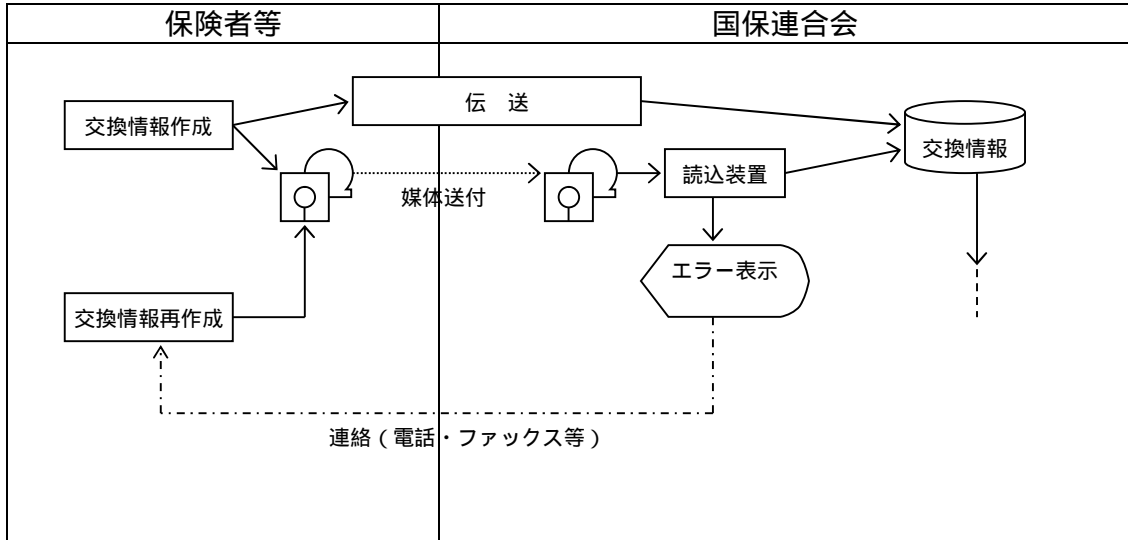 保険者等
国保連合会
伝　送
交換情報作成
交換情報
読込装置
媒体送付
エラー表示
交換情報再作成
連絡（電話・ファックス等）